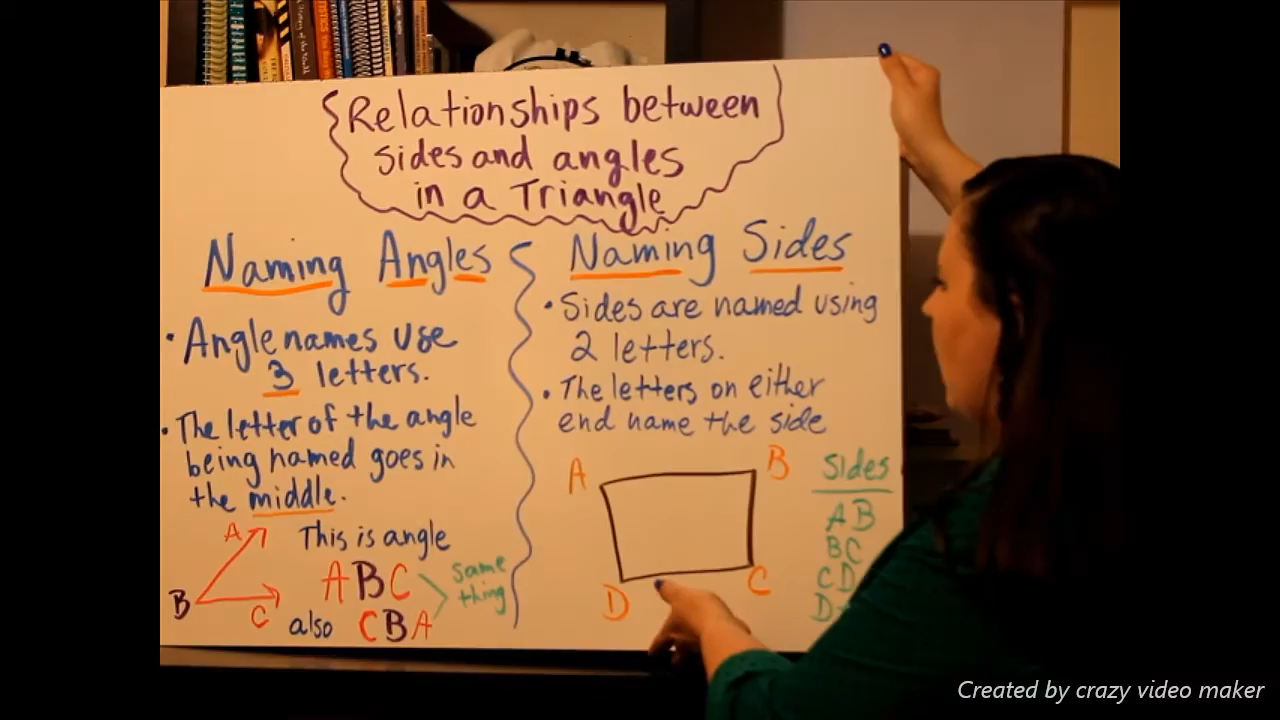 Relationships between
sides and angles
in a Triangle
Naming Angles
• Angle names use
3 letters.
• The letter of the angle
being named goes in
the middle.
A
B
C
This is angle
ABC
also CBA
same
thing
Naming Sides
• Sides are named using
2 letters.
• The letters on either
end name the side
A
B
D
C
Sides
AB
BC
CD
D
Created by crazy video maker